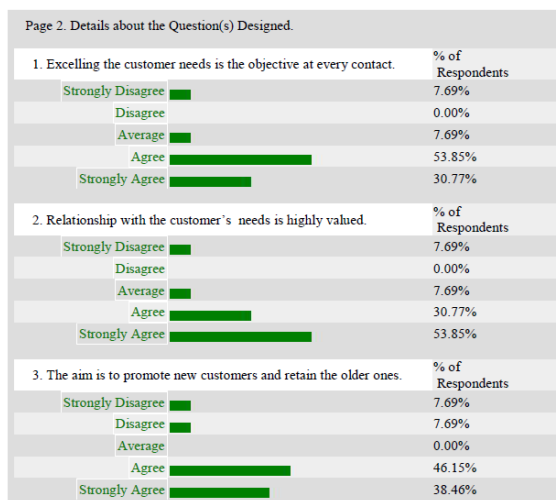 Page 2. Details about the Question(s) Designed.
1. Excelling the customer needs is the objective at every contact.
% of
Respondents
Strongly Disagree 7.69%
Disagree 0.00%
Average 7.69%
Agree 53.85%
Strongly Agree 30.77%
2. Relationship with the customer’s needs is highly valued.
% of
Respondents
Strongly Disagree 7.69%
Disagree 0.00%
Average 7.69%
Agree 30.77%
Strongly Agree 53.85%
3. The aim is to promote new customers and retain the older ones.
% of
Respondents
Strongly Disagree 7.69%
Disagree 7.69%
Average 0.00%
Agree 46.15%
Strongly Agree 38.46%